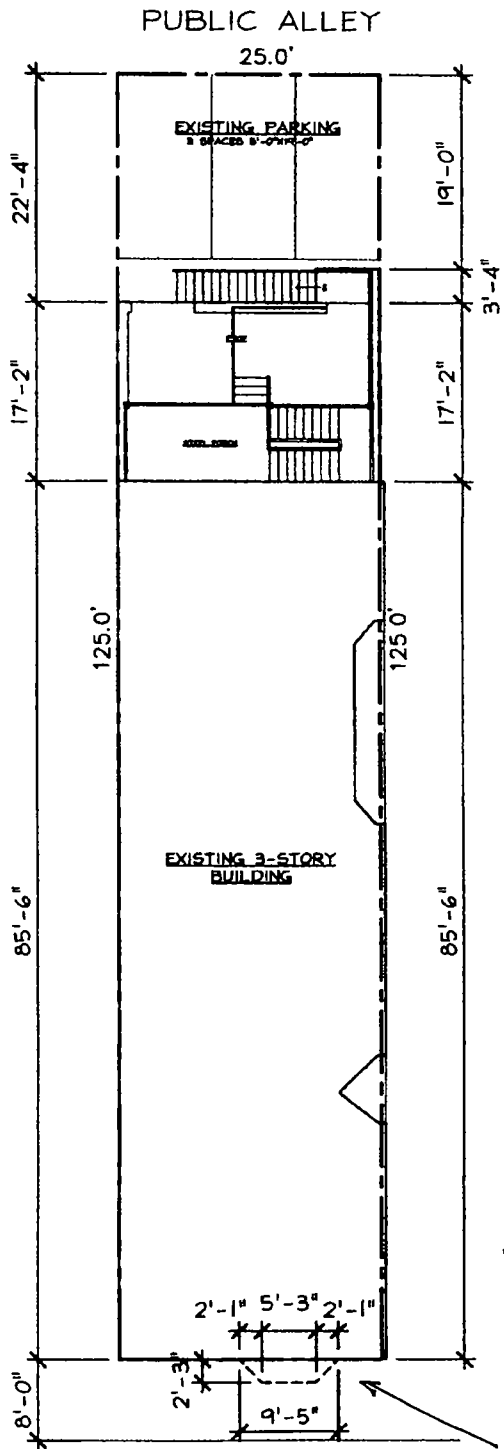 PUBLIC ALLEY
25.0'
EXISTING PARKING
22'-4"
19'-0"
3'-4"
17'-2"
17'-2"
125.0'
125.0'
EXISTING 3-STORY
BUILDING
85'-6"
85'-6"
2'-1" 5'-3" 2'-1"
2'-3"
8'-0"
9'-5"